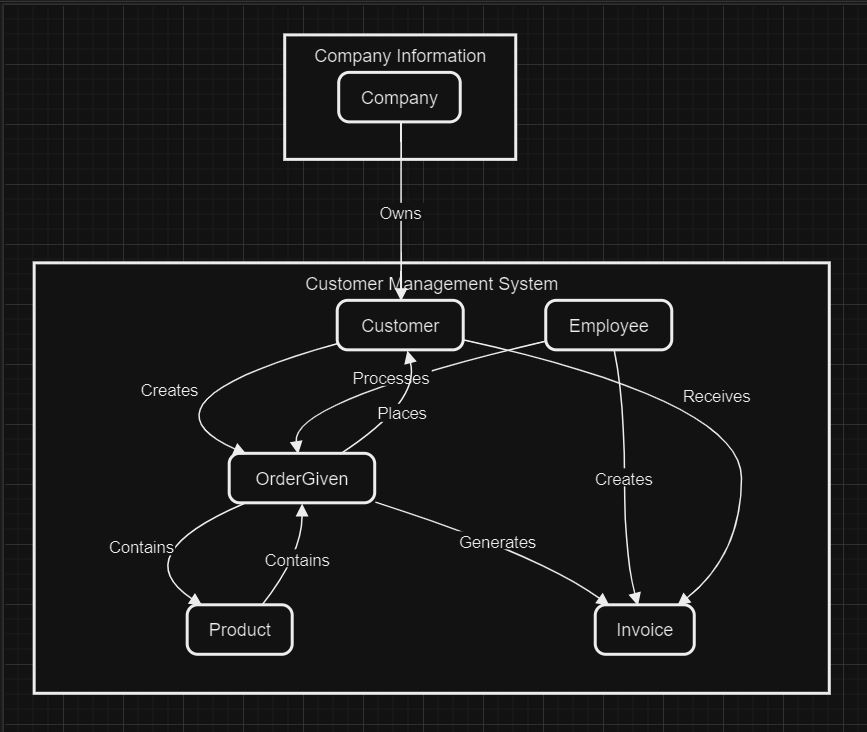 Company Information
Company
Owns
Customer Management System
Customer
Employee
Processes
Creates
Receives
Places
OrderGiven
Creates
Generates
Contains
Contains
Product
Invoice